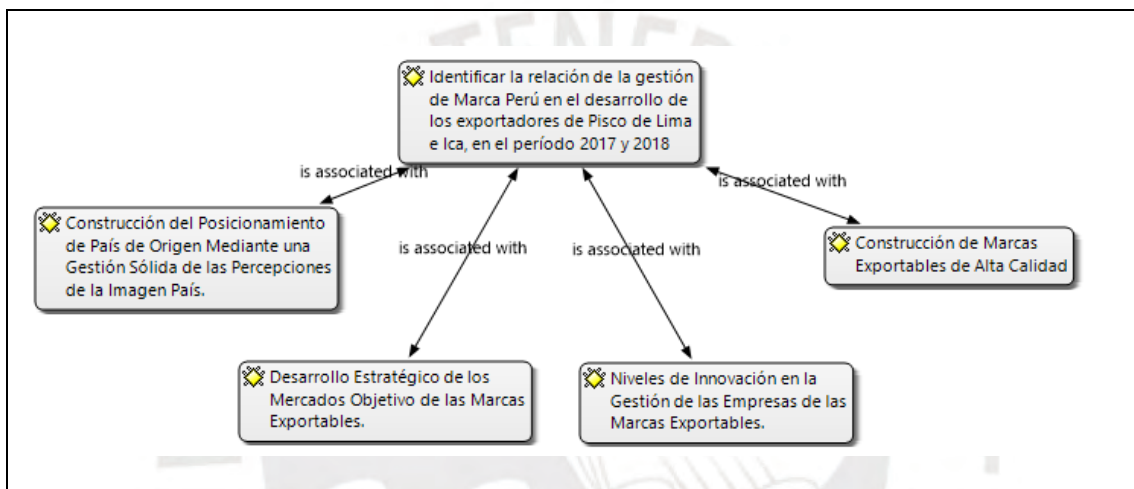 TENEB
Identificar la relación de la gestión
de Marca Perú en el desarrollo de
los exportadores de Pisco de Lima
e Ica, en el período 2017 y 2018
is associated with
is associated with
is associated with
is associated with
Construcción del Posicionamiento
de País de Origen Mediante una
Gestión Sólida de las Percepciones
de la Imagen País.
Construcción de Marcas
Exportables de Alta Calidad
Desarrollo Estratégico de los
Mercados Objetivo de las Marcas
Exportables.
Niveles de Innovación en la
Gestión de las Empresas de las
Marcas Exportables.